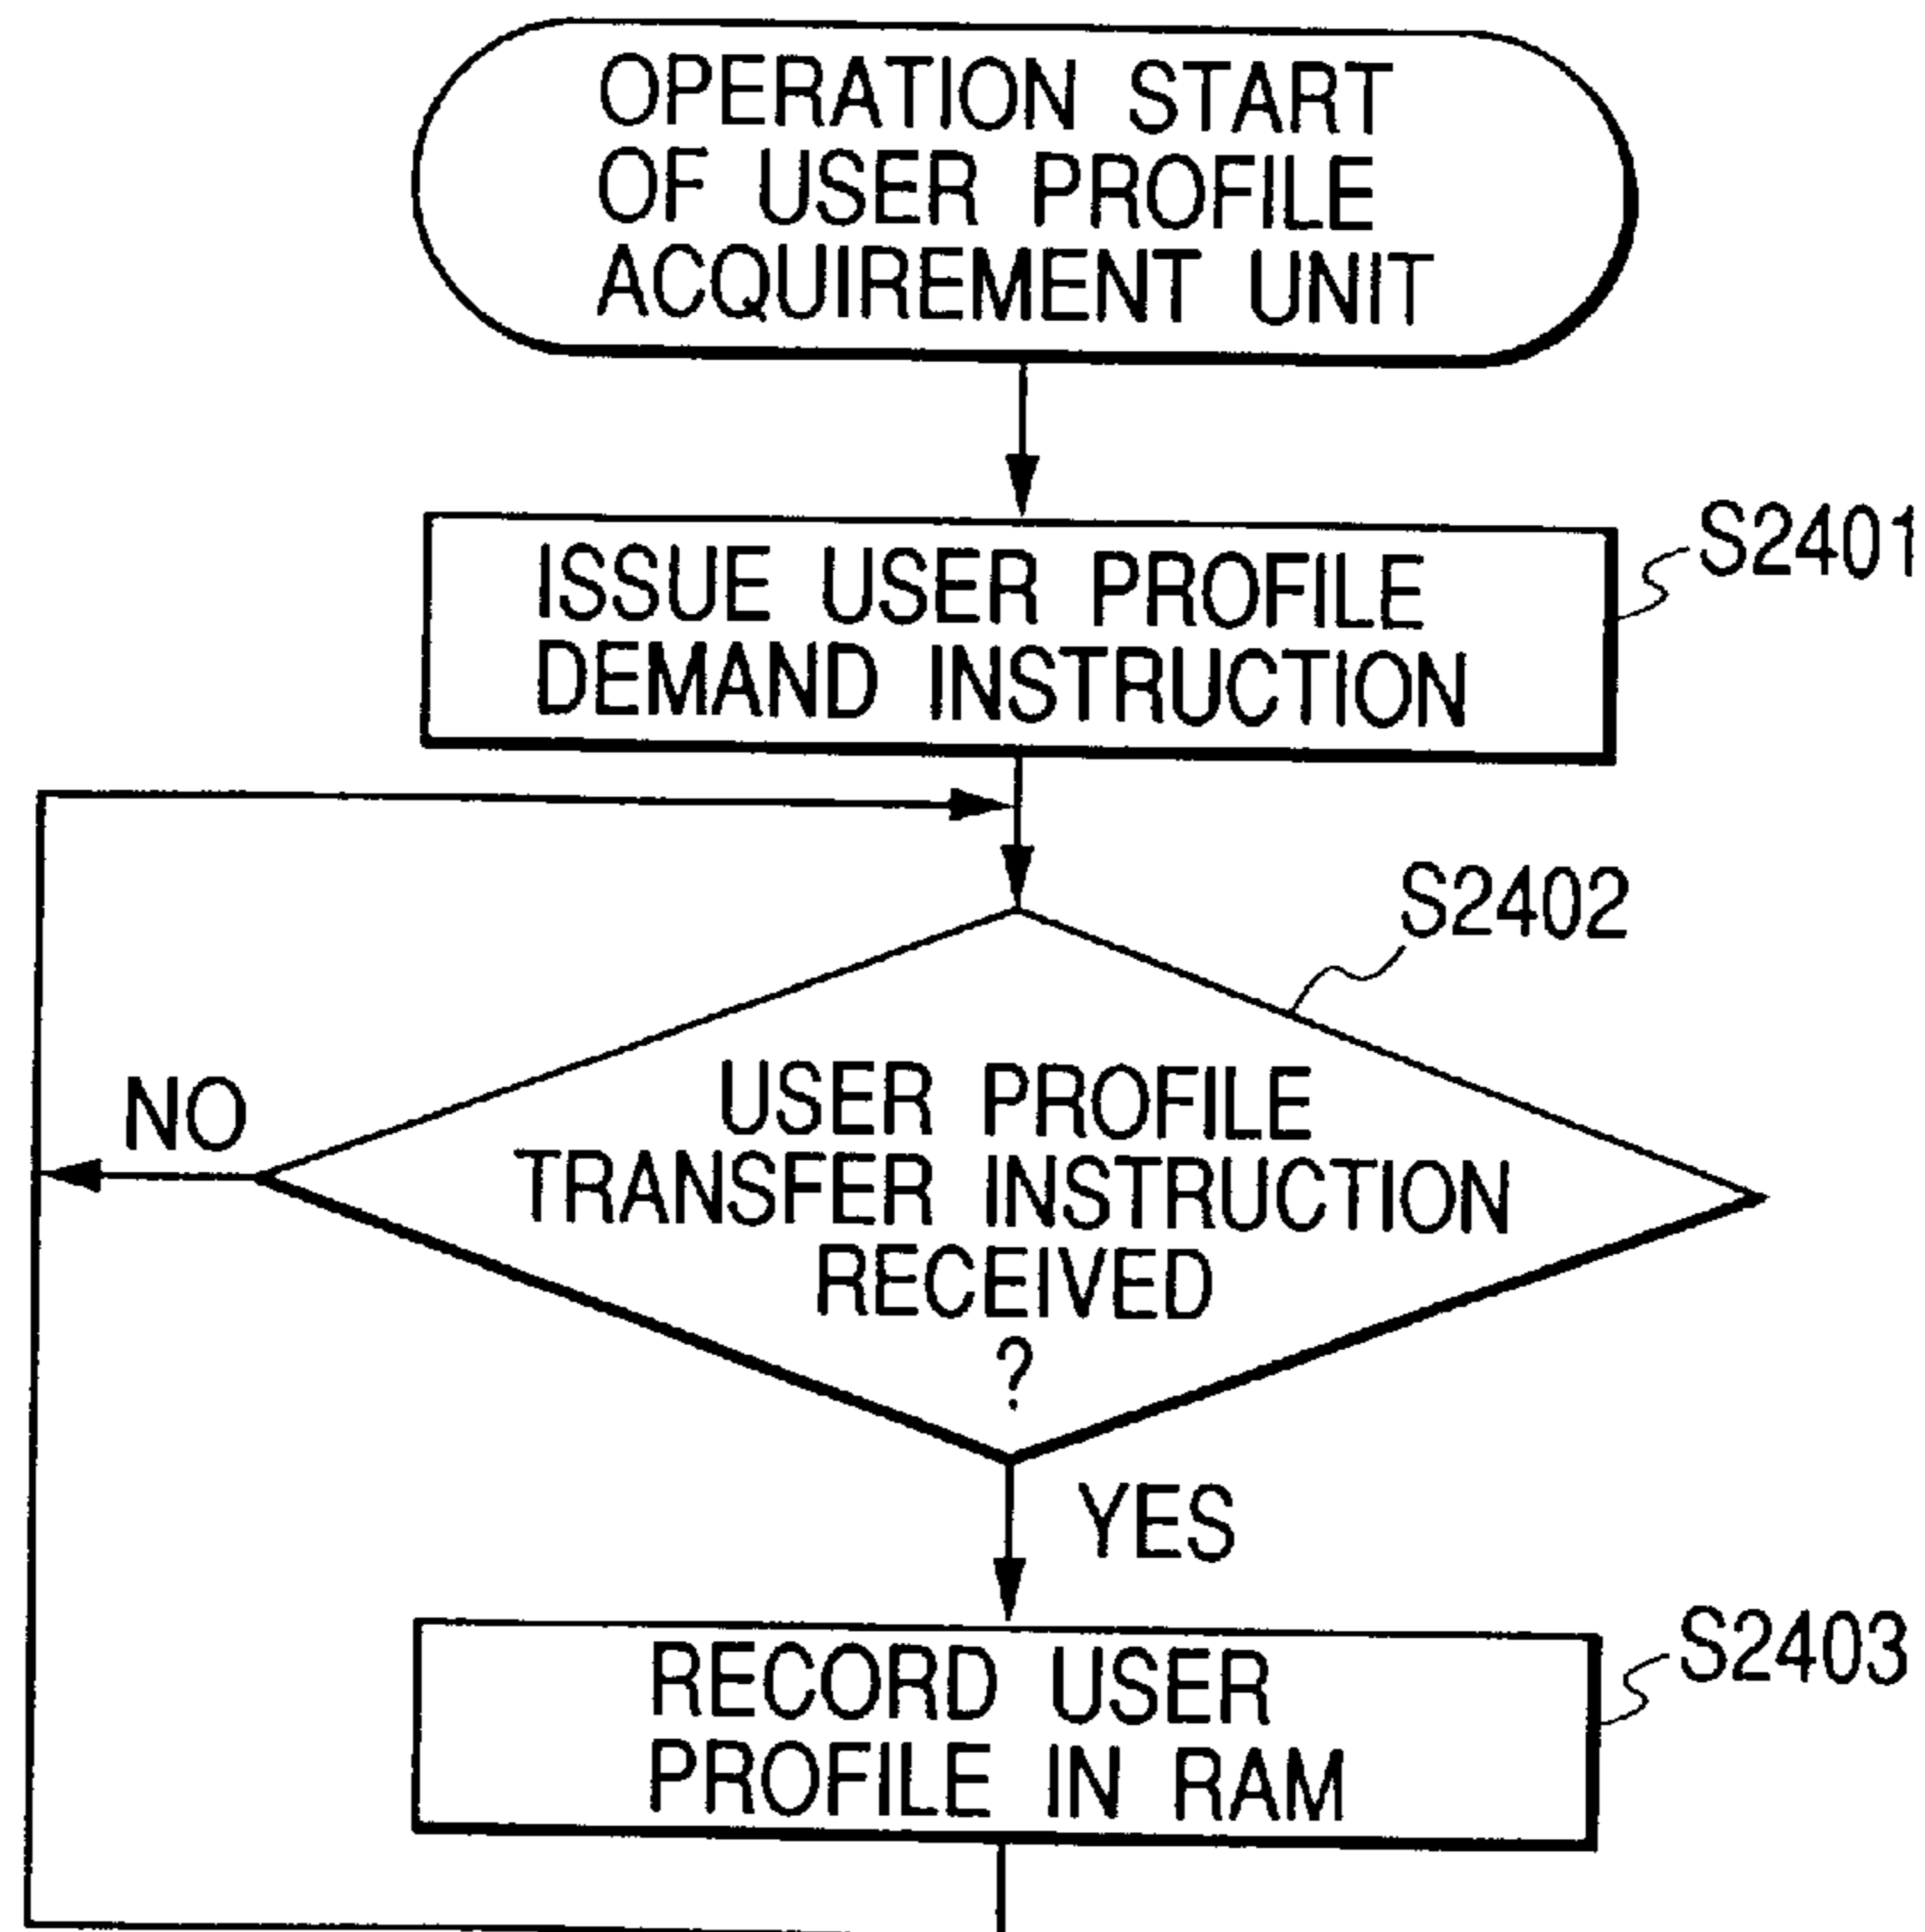 OPERATION START
OF USER PROFILE
ACQUIREMENT UNIT
S2401
ISSUE USER PROFILE
DEMAND INSTRUCTION
S2402
NO
USER PROFILE
TRANSFER INSTRUCTION
RECEIVED
?
YES
S2403
RECORD USER
PROFILE IN RAM